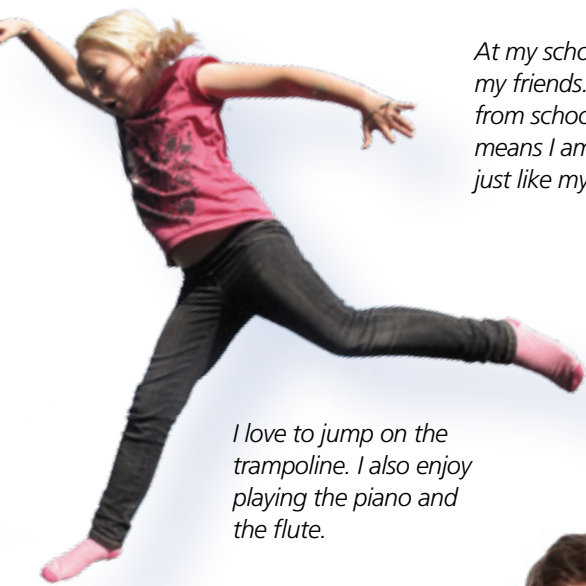 At my scho
my friends.
from schoo
means I am
just like my
I love to jump on the
trampoline. I also enjoy
playing the piano and
the flute.